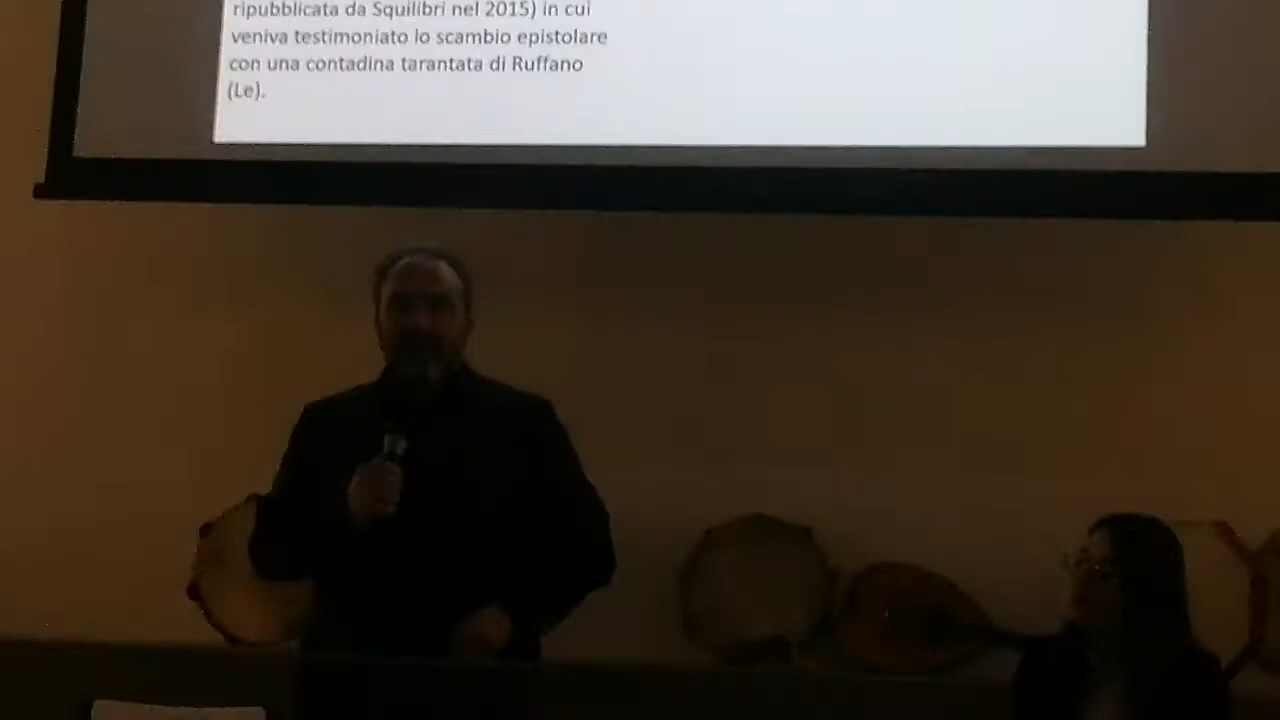 ripubblicata da Squilibri nel 2015) in cui
veniva testimoniato lo scambio epistolare
con una contadina tarantata di Ruffano
(Le).